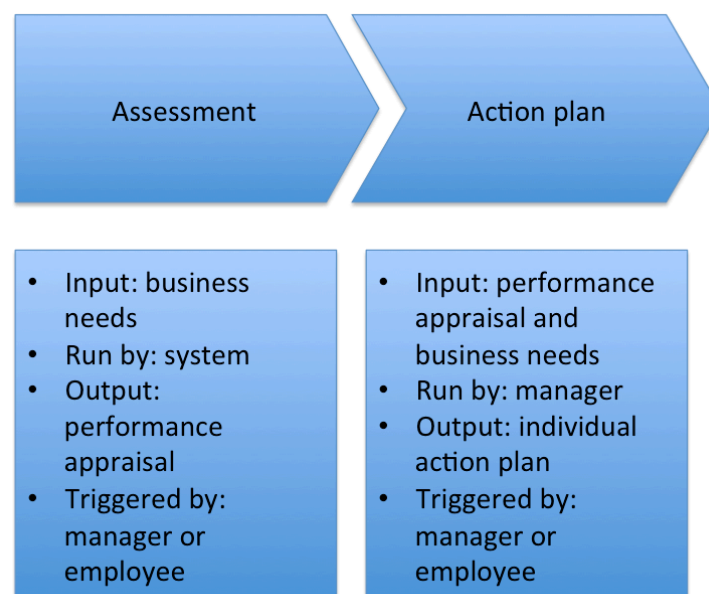 Assessment
Action plan
• Input: business
needs
• Run by: system
• Output:
performance
appraisal
• Triggered by:
manager or
employee
• Input: performance
appraisal and
business needs
• Run by: manager
• Output: individual
action plan
• Triggered by:
manager or
employee